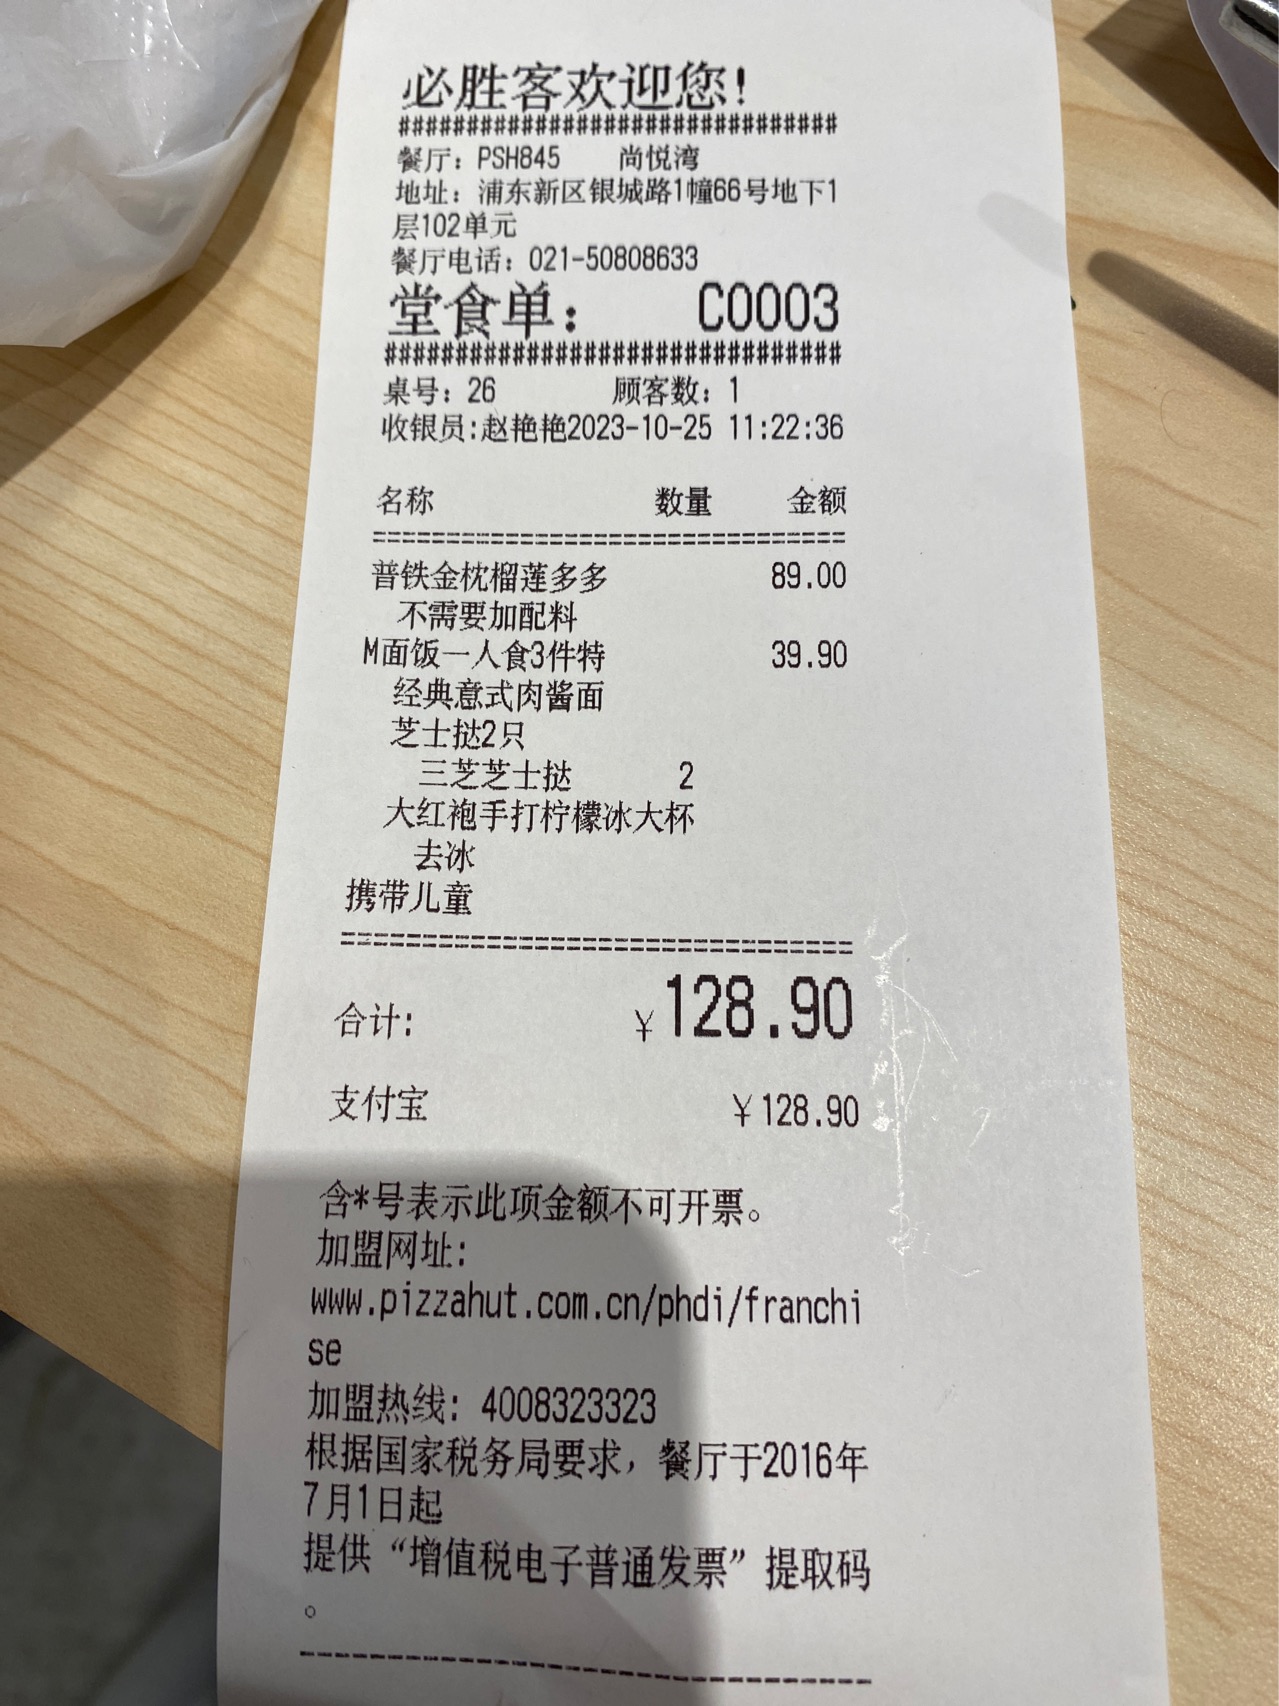 必胜客欢迎您!
################################
餐厅：PSH845 尚悦湾
地址：浦东新区银城路1幢66号地下1
层102单元
餐厅电话：021-50808633
堂食单： C0003
################################
桌号：26 顾客数：1
收银员:赵艳艳2023-10-25 11:22:36
名称 数量 金额
================================
普铁金枕榴莲多多 89.00
不需要加配料
M面饭一人食3件特 39.90
经典意式肉酱面
芝士挞2只
三芝芝士挞 2
大红袍手打柠檬冰大杯
去冰
携带儿童
================================
合计: ￥128.90
支付宝 ￥128.90
含*号表示此项金额不可开票。
加盟网址:
www.pizzahut.com.cn/phdi/franchi
se
加盟热线: 4008323323
根据国家税务局要求，餐厅于2016年
7月1日起
提供“增值税电子普通发票”提取码
。
--------------------------------